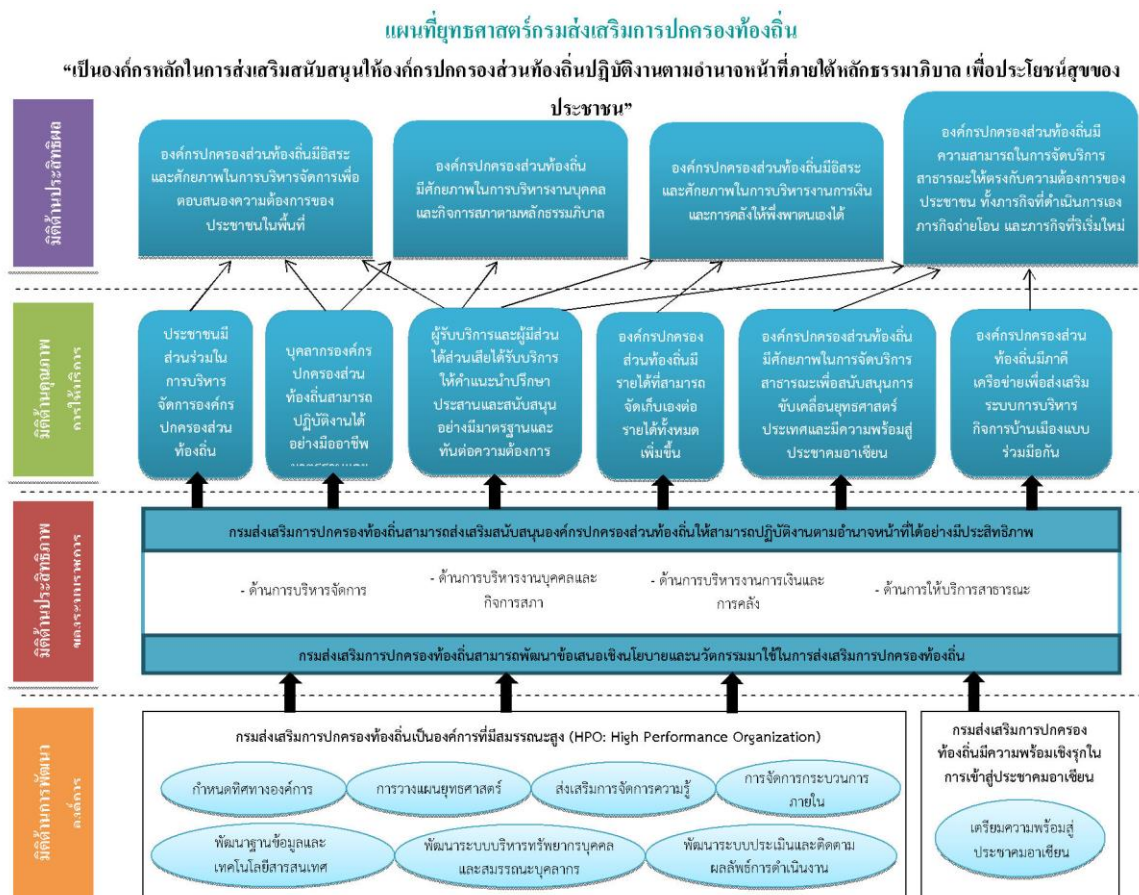 แผนที่ยุทธศาสตร์กรมส่งเสริมการปกครองท้องถิ่น
“เป็นองค์กรหลักในการส่งเสริมสนับสนุนให้องค์กรปกครองส่วนท้องถิ่นปฏิบัติงานตามอำนาจหน้าที่ภายใต้หลักธรรมาภิบาล เพื่อประโยชน์สุขของ
ประชาชน”
มิติด้านประสิทธิผล
องค์กรปกครองส่วนท้องถิ่นมีอิสระ
และศักยภาพในการบริหารจัดการเพื่อ
ตอบสนองความต้องการของ
ประชาชนในพื้นที่
องค์กรปกครองส่วนท้องถิ่น
มีศักยภาพในการบริหารงานบุคคล
และกิจการสภาตามหลักธรรมภิบาล
องค์กรปกครองส่วนท้องถิ่นมีอิสระ
และศักยภาพในการบริหารงานการเงิน
และการคลังให้พึ่งพาตนเองได้
องค์กรปกครองส่วนท้องถิ่นมี
ความสามารถในการจัดบริการ
สาธารณะให้ตรงกับความต้องการของ
ประชาชน ทั้งภารกิจที่ดำเนินการเอง
ภารกิจถ่ายโอน และภารกิจที่ริเริ่มใหม่
มิติด้านคุณภาพ
การให้บริการ
ประชาชนมี
ส่วนร่วมใน
การบริหาร
จัดการองค์กร
ปกครองส่วน
ท้องถิ่น
บุคลากรองค์กร
ปกครองส่วน
ท้องถิ่นสามารถ
ปฏิบัติงานได้
อย่างมืออาชีพ
ผู้รับบริการและผู้มีส่วน
ได้ส่วนเสียได้รับบริการ
ให้คำแนะนำปรึกษา
ประสานและสนับสนุน
อย่างมีมาตรฐานและ
ทันต่อความต้องการ
องค์กรปกครอง
ส่วนท้องถิ่นมี
รายได้ที่สามารถ
จัดเก็บเองต่อ
รายได้ทั้งหมด
เพิ่มขึ้น
องค์กรปกครองส่วนท้องถิ่น
มีศักยภาพในการจัดบริการ
สาธารณะเพื่อสนับสนุนการ
ขับเคลื่อนยุทธศาสตร์
ประเทศและมีความพร้อมสู่
ประชาคมอาเซียน
องค์กรปกครองส่วน
ท้องถิ่นมีภาคี
เครือข่ายเพื่อส่งเสริม
ระบบการบริหาร
กิจการบ้านเมืองแบบ
ร่วมมือกัน
มิติด้านประสิทธิภาพ
กรมส่งเสริมการปกครองท้องถิ่นสามารถส่งเสริมสนับสนุนองค์กรปกครองส่วนท้องถิ่นให้สามารถปฏิบัติงานตามอำนาจหน้าที่ได้อย่างมีประสิทธิภาพ
- ด้านการบริหารจัดการ
- ด้านการบริหารงานบุคคลและ
กิจการสภา
- ด้านการบริหารงานการเงินและ
การคลัง
- ด้านการให้บริการสาธารณะ
กรมส่งเสริมการปกครองท้องถิ่นสามารถพัฒนาข้อเสนอเชิงนโยบายและนวัตกรรมมาใช้ในการส่งเสริมการปกครองท้องถิ่น
มิติด้านการพัฒนา
องค์การ
กรมส่งเสริมการปกครองท้องถิ่นเป็นองค์การที่มีสมรรถนะสูง (HPO: High Performance Organization)
กำหนดทิศทางองค์การ
การวางแผนยุทธศาสตร์
ส่งเสริมการจัดการความรู้
การจัดการกระบวนการ
ภายใน
พัฒนาฐานข้อมูลและ
เทคโนโลยีสารสนเทศ
พัฒนาระบบบริหารทรัพยากรบุคคล
และสมรรถนะบุคลากร
พัฒนาระบบประเมินและติดตาม
ผลลัพธ์การดำเนินงาน
กรมส่งเสริมการปกครอง
ท้องถิ่นมีความพร้อมเชิงรุกใน
การเข้าสู่ประชาคมอาเซียน
เตรียมความพร้อมสู่
ประชาคมอาเซียน